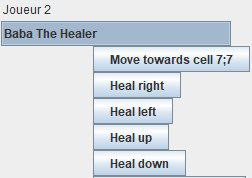 Joueur 2
Baba The Healer
Move towards cell 7;7
Heal right
Heal left
Heal up
Heal down